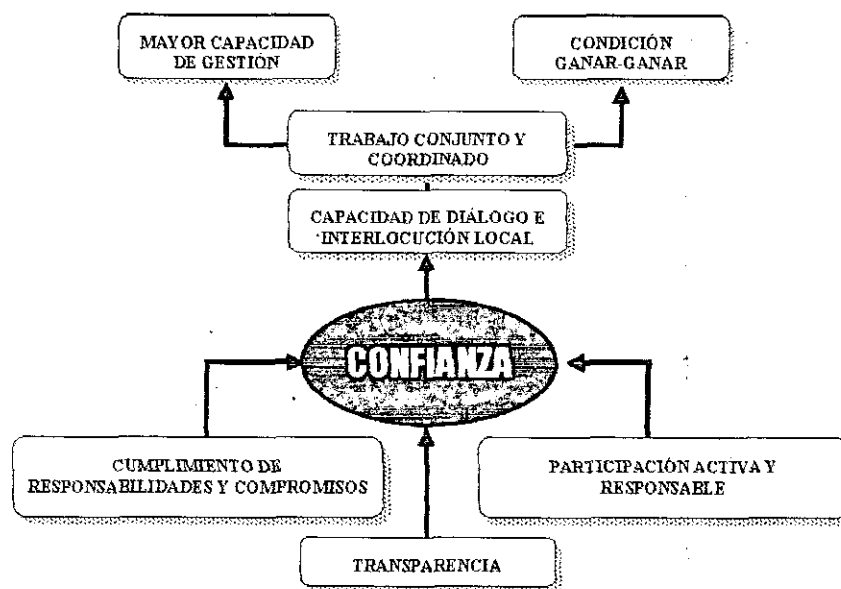 MAYOR CAPACIDAD
DE GESTIÓN
CONDICIÓN
GANAR-GANAR
TRABAJO CONJUNTO Y
COORDINADO
CAPACIDAD DE DIÁLOGO E
INTERLOCUCIÓN LOCAL
CONFIANZA
CUMPLIMIENTO DE
RESPONSABILIDADES Y COMPROMISOS
PARTICIPACIÓN ACTIVA Y
RESPONSABLE
TRANSPARENCIA